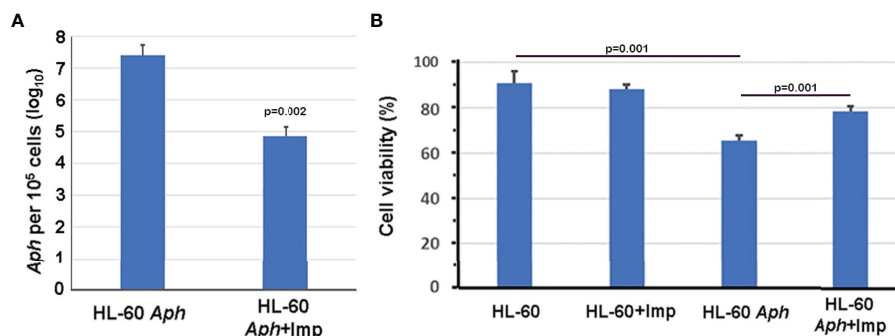 A
Aph per 10⁵ cells (log₁₀)
8
7
6
5
4
3
2
1
0
p=0.002
HL-60 Aph
HL-60
Aph+Imp
B
Cell viability (%)
100
80
60
40
20
0
p=0.001
p=0.001
HL-60
HL-60+Imp
HL-60 Aph
HL-60
Aph+Imp